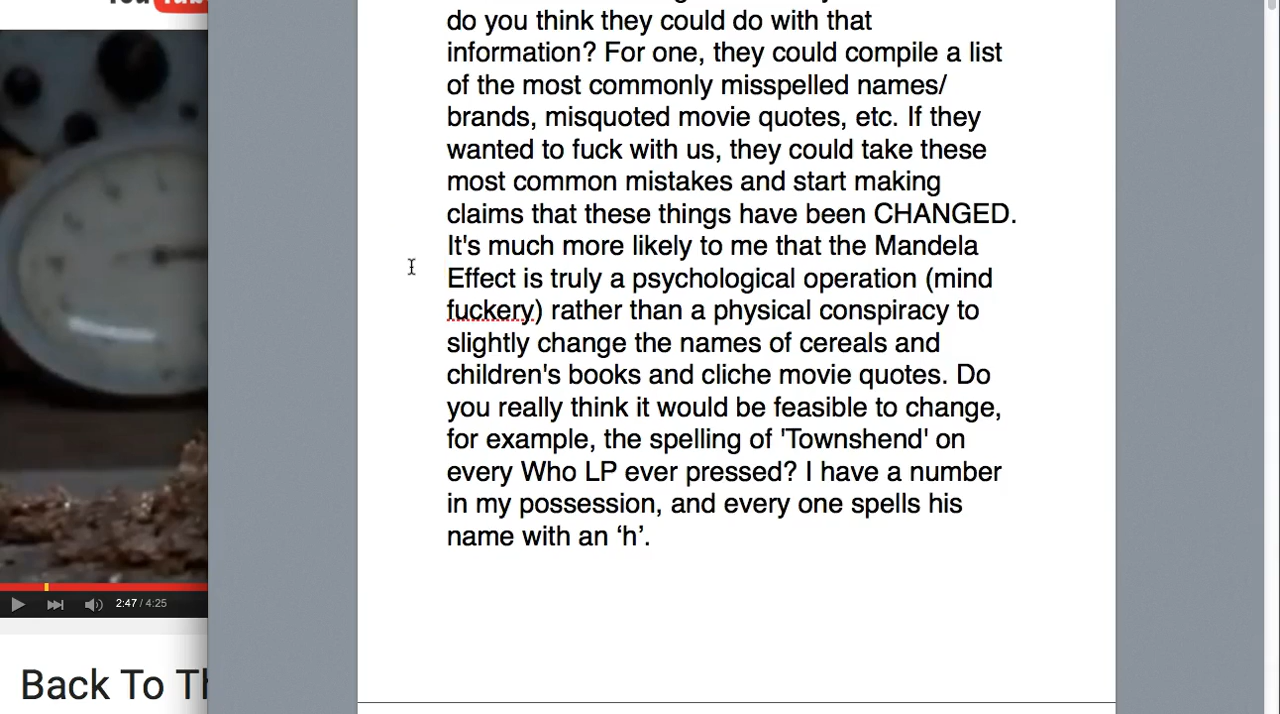 do you think they could do with that
information? For one, they could compile a list
of the most commonly misspelled names/
brands, misquoted movie quotes, etc. If they
wanted to fuck with us, they could take these
most common mistakes and start making
claims that these things have been CHANGED.
It's much more likely to me that the Mandela
Effect is truly a psychological operation (mind
fuckery) rather than a physical conspiracy to
slightly change the names of cereals and
children's books and cliche movie quotes. Do
you really think it would be feasible to change,
for example, the spelling of 'Townshend' on
every Who LP ever pressed? I have a number
in my possession, and every one spells his
name with an ‘h’.
2:47 / 4:25
Back To Th